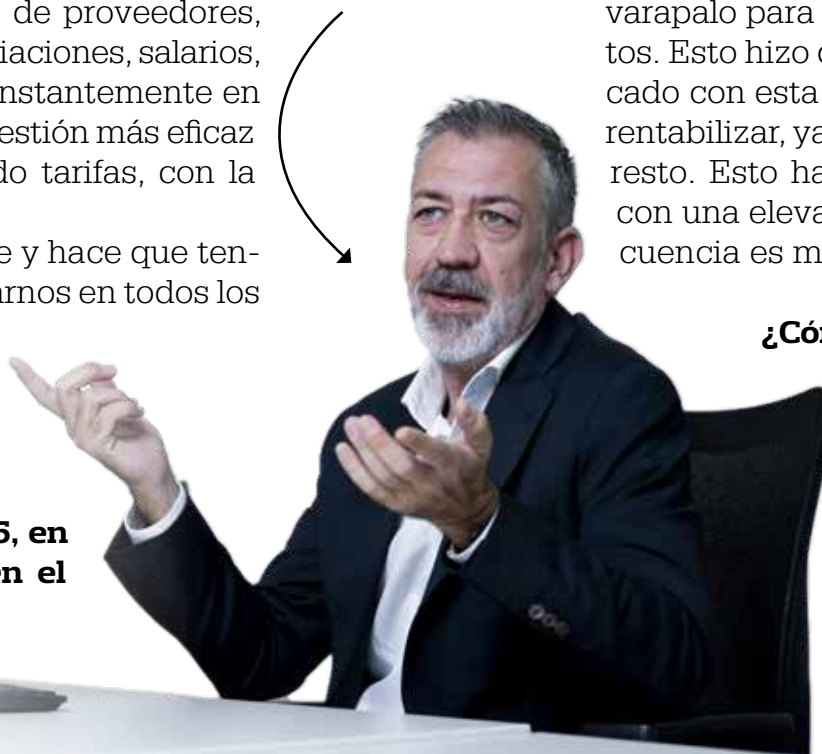 de proveedores,
iaciones, salarios,
nstantemente en
estión más eficaz
do tarifas, con la
e y hace que ten-
arnos en todos los
5, en
en el
varapalo para
tos. Esto hizo
cado con esta
rentabilizar, ya
resto. Esto ha
con una eleva
cuencia es m
¿Cóm